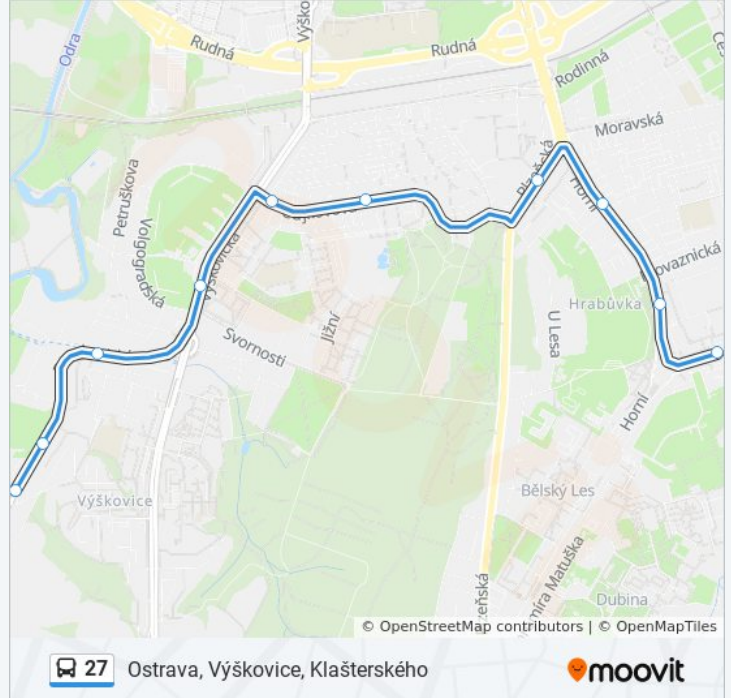 Výško
Odra
Rudná
Rudná
Rodinná
Moravská
Petruškova
Volgogradská
Plzeňská
Horní
Výškovická
Svornosti
Jižní
Hrabůvka
U Lesa
Horní
Výškovice
Bělský Les
Dubina
© OpenStreetMap contributors | © OpenMapTiles
27 Ostrava, Výškovice, Klašterského
moovit